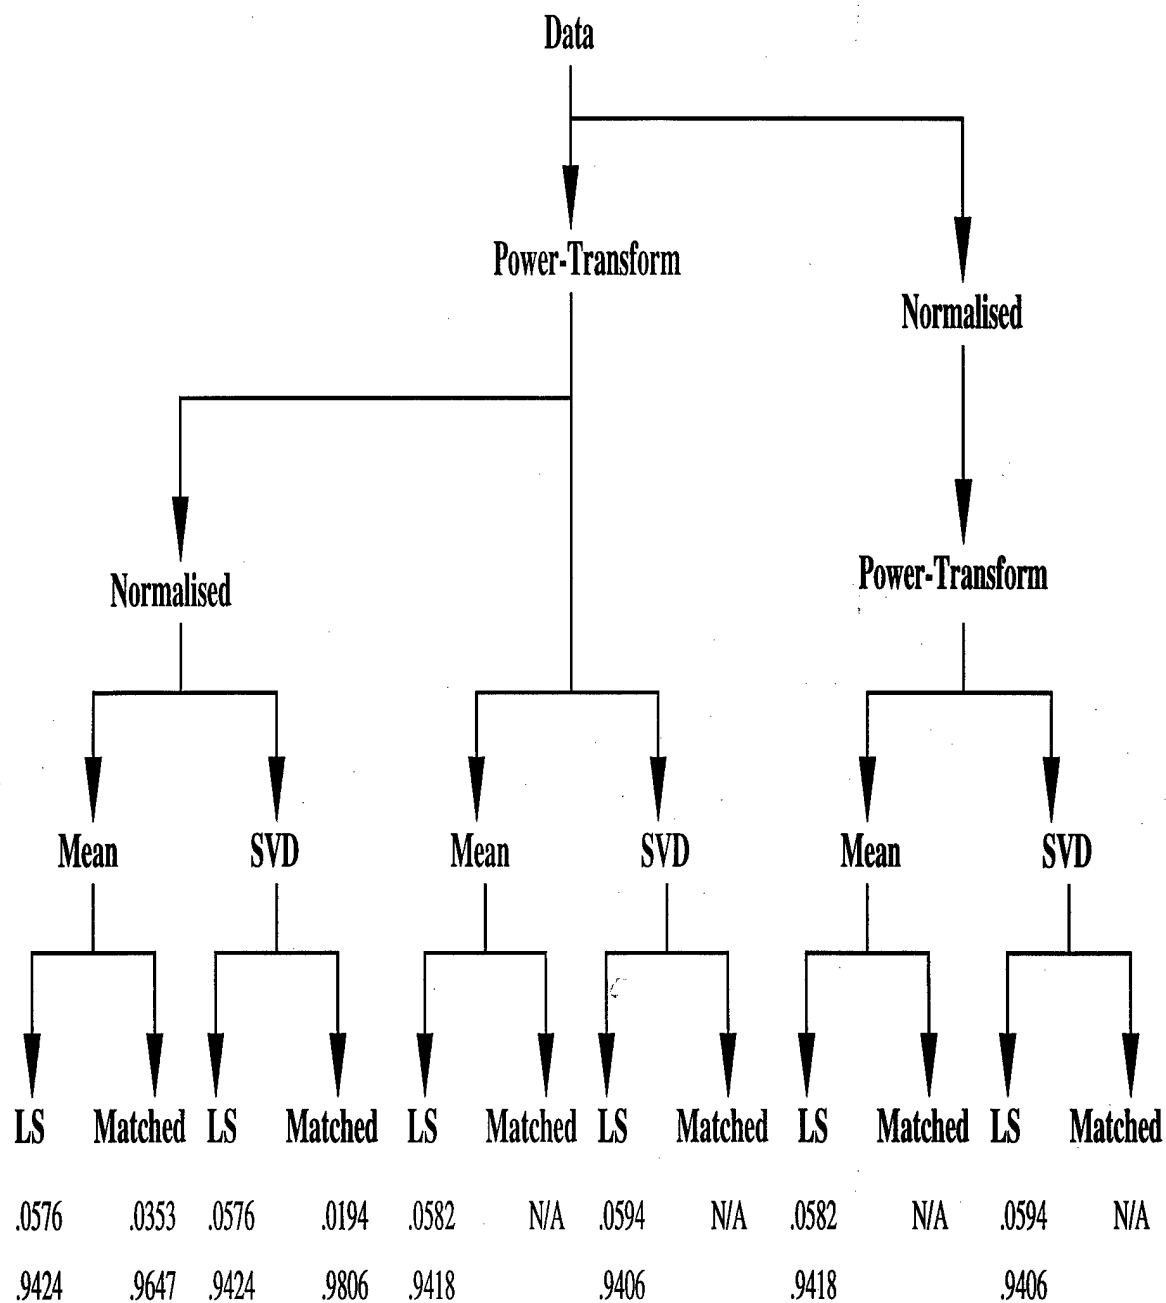 Data
Power-Transform
Normalised
Power-Transform
Normalised
Mean SVD Mean SVD Mean SVD
LS Matched LS Matched LS Matched LS Matched LS Matched LS Matched
.0576 .0353 .0576 .0194 .0582 N/A .0594 N/A .0582 N/A .0594 N/A
.9424 .9647 .9424 .9806 .9418 .9406 .9418 .9406